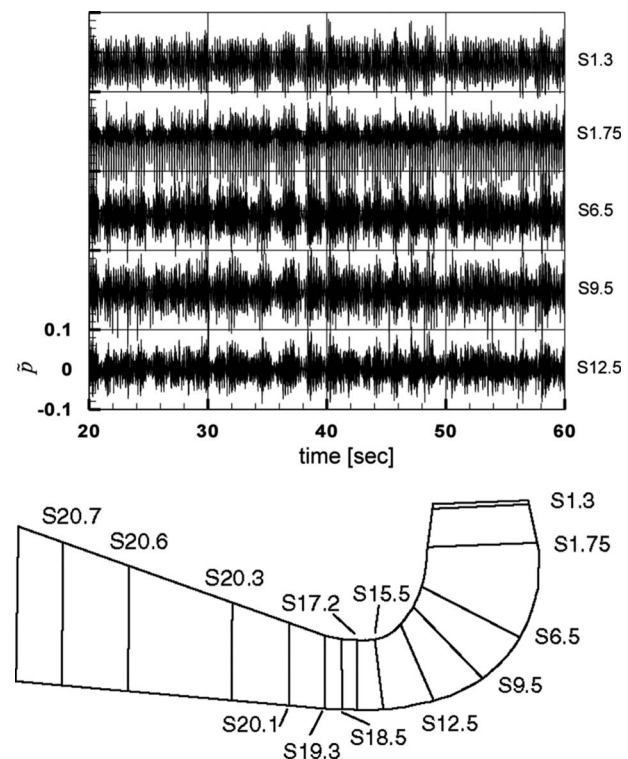 S1.3
S1.75
S6.5
S9.5
0.1
p̃ 0
S12.5
-0.1
20 30 40 50 60
time [sec]
S20.7
S20.6
S20.3
S17.2
S15.5
S1.3
S1.75
S6.5
S9.5
S12.5
S20.1
S19.3
S18.5